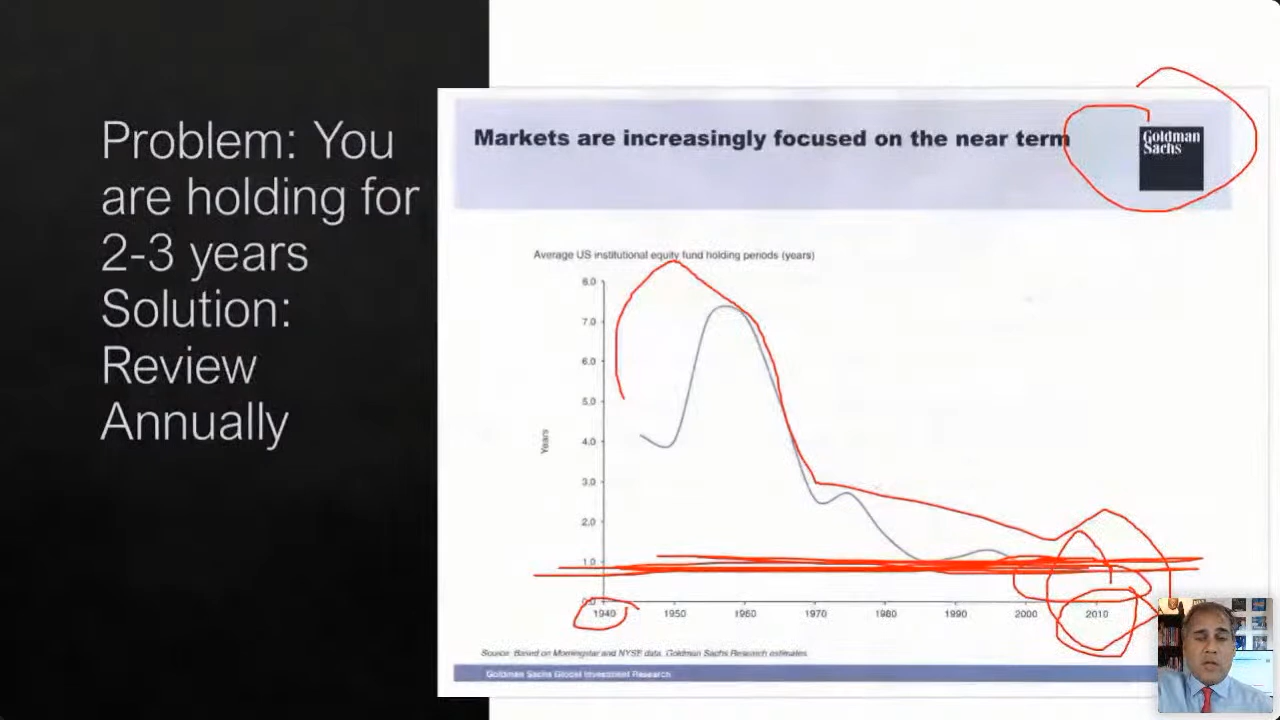 Problem: You
are holding for
2-3 years
Solution:
Review
Annually
Markets are increasingly focused on the near term
Goldman
Sachs
Average US institutional equity fund holding periods (years)
8.0
7.0
6.0
5.0
4.0
3.0
2.0
1.0
0.0
Years
1940 1950 1960 1970 1980 1990 2000 2010
Source: Based on Morningstar and NYSE data. Goldman Sachs Research estimates.
Goldman Sachs Global Investment Research